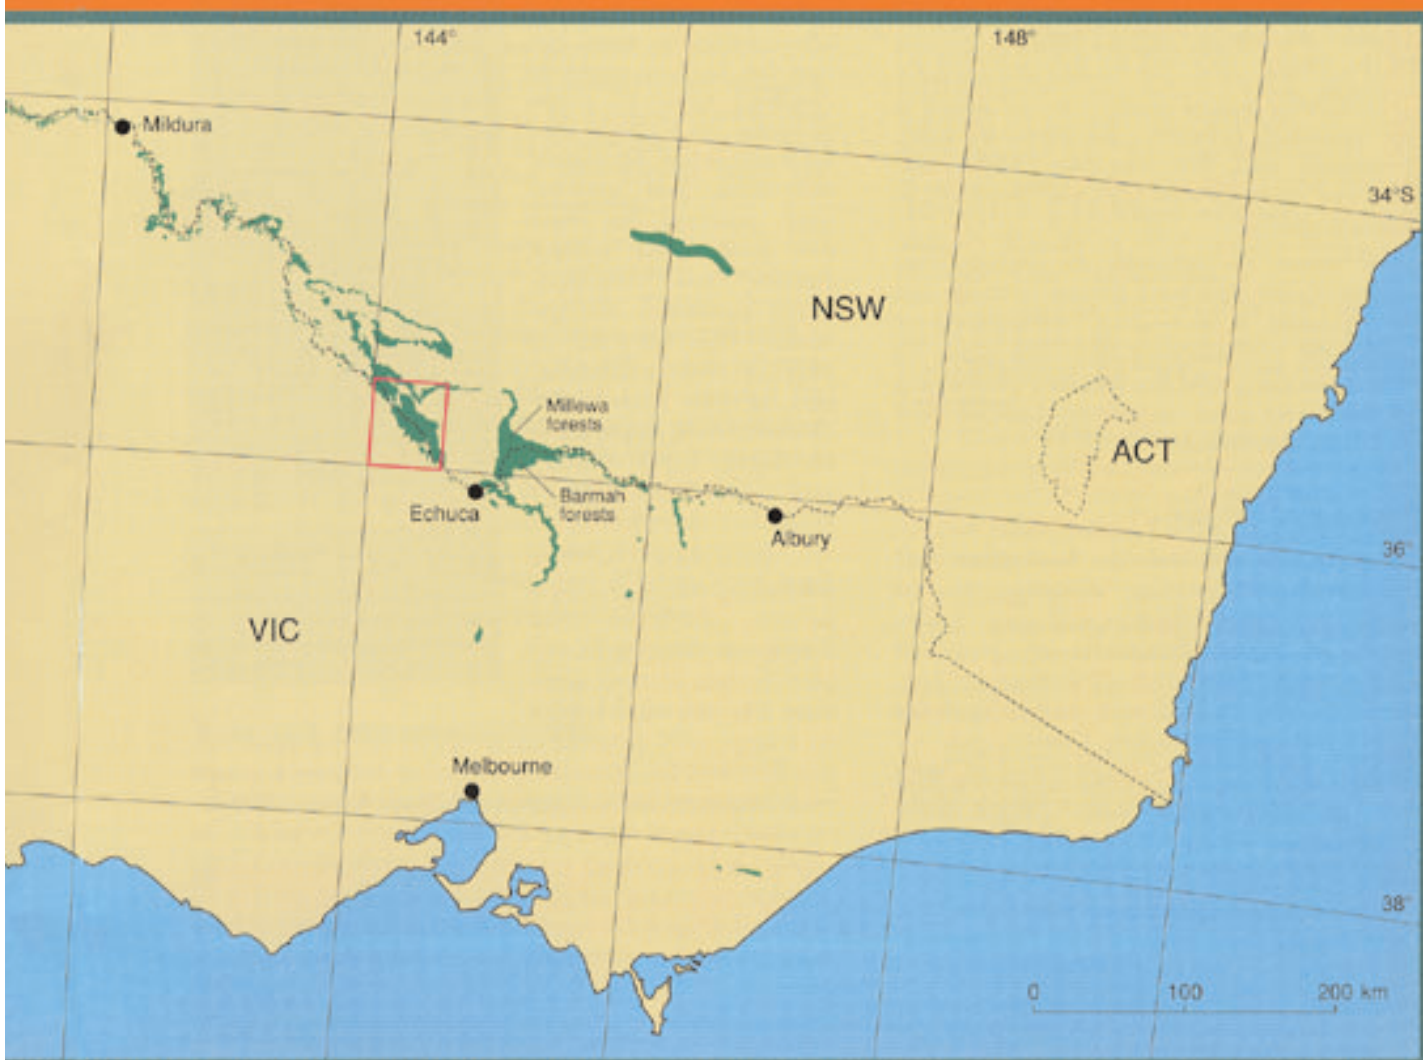 144°
148°
Mildura
34°S
NSW
Millewa
forests
ACT
Barmah
forests
Echuca
Albury
36°
VIC
Melbourne
38°
0 100 200 km